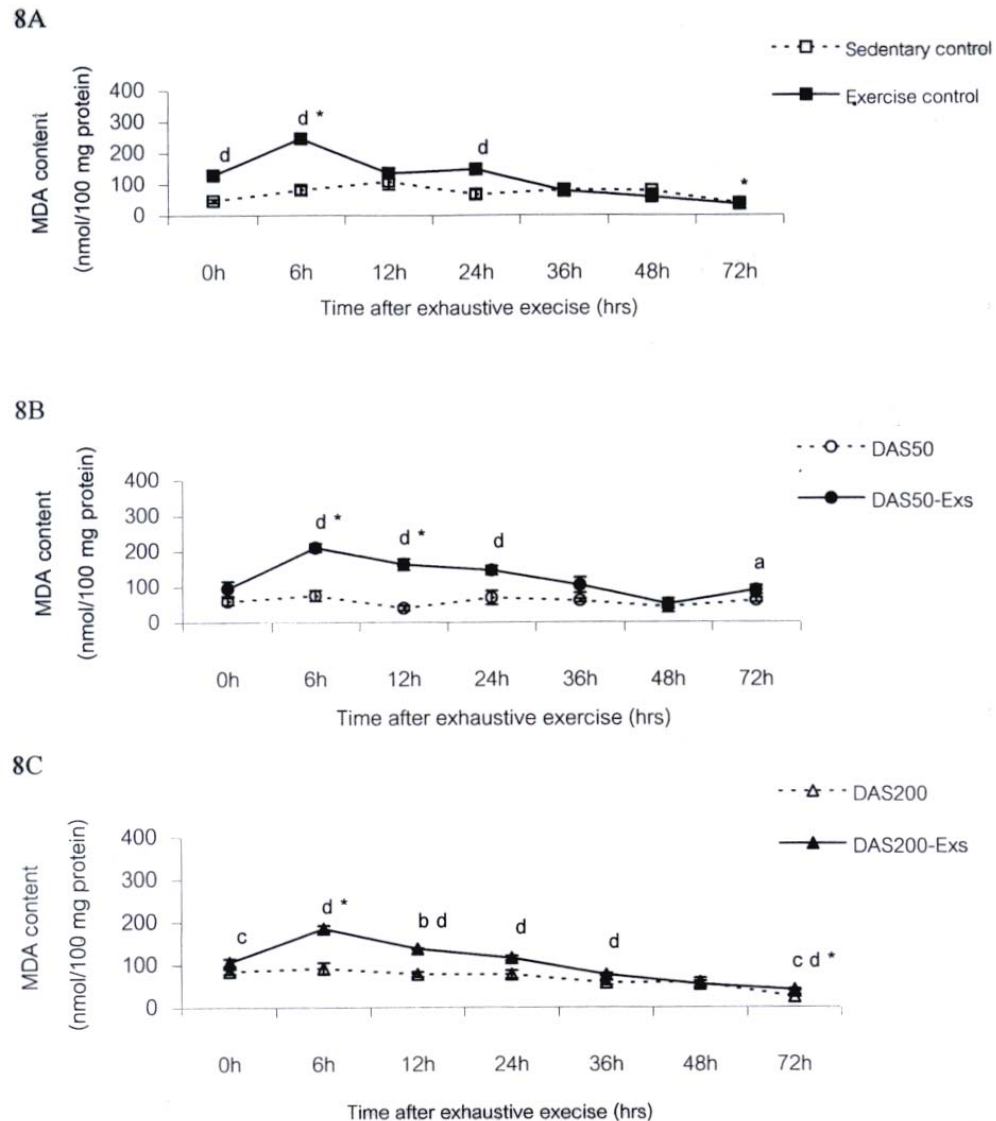 8A
Sedentary control
Exercise control
MDA content
(nmol/100 mg protein)
400
300
200
100
0
d
d *
d
*
0h 6h 12h 24h 36h 48h 72h
Time after exhaustive execise (hrs)
8B
DAS50
DAS50-Exs
MDA content
(nmol/100 mg protein)
400
300
200
100
0
d *
d *
d
a
0h 6h 12h 24h 36h 48h 72h
Time after exhaustive exercise (hrs)
8C
DAS200
DAS200-Exs
MDA content
(nmol/100 mg protein)
400
300
200
100
0
c
d *
b d
d
d
c d *
0h 6h 12h 24h 36h 48h 72h
Time after exhaustive execise (hrs)